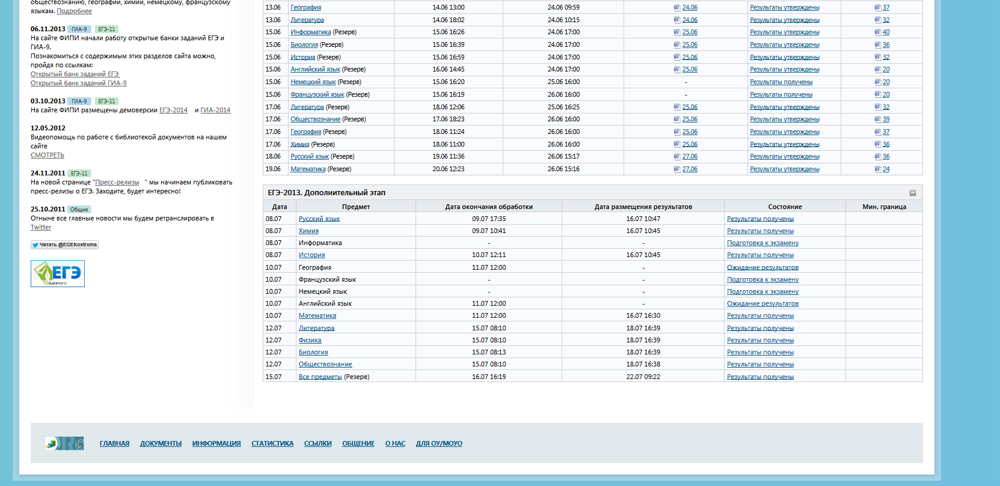 обществознанию, географии, химии, немецкому, французскому
языкам. Подробнее
06.11.2013 ГИА-9 ЕГЭ-11
На сайте ФИПИ начали работу открытые банки заданий ЕГЭ и
ГИА-9.
Познакомиться с содержимым этих разделов сайта можно,
пройдя по ссылкам:
Открытый банк заданий ЕГЭ
Открытый банк заданий ГИА-9
03.10.2013 ГИА-9 ЕГЭ-11
На сайте ФИПИ размещены демоверсии ЕГЭ-2014 и ГИА-2014
12.05.2012
Видеопомощь по работе с библиотекой документов на нашем
сайте
СМОТРЕТЬ
24.11.2011 ЕГЭ-11
На новой странице "Пресс-релизы " мы начинаем публиковать
пресс-релизы о ЕГЭ. Заходите, будет интересно!
25.10.2011 Общие
Отныне все главные новости мы будем ретранслировать в
Twitter
Читать @EGEKostroma
ЕГЭ
единого
13.06 География 14.06 13:00 24.06 09:59 24.06 Результаты утверждены 37
13.06 Литература 14.06 18:02 24.06 10:15 24.06 Результаты утверждены 32
15.06 Информатика (Резерв) 15.06 16:26 24.06 17:00 25.06 Результаты утверждены 40
15.06 Биология (Резерв) 15.06 16:39 24.06 17:00 25.06 Результаты утверждены 36
15.06 История (Резерв) 15.06 16:59 24.06 17:00 25.06 Результаты утверждены 32
15.06 Английский язык (Резерв) 16.06 14:45 24.06 17:00 25.06 Результаты утверждены 20
15.06 Немецкий язык (Резерв) 15.06 16:20 25.06 16:00 - Результаты получены 20
15.06 Французский язык (Резерв) 15.06 16:19 26.06 16:00 - Результаты получены 20
17.06 Литература (Резерв) 18.06 12:06 25.06 16:25 25.06 Результаты утверждены 32
17.06 Обществознание (Резерв) 17.06 18:23 26.06 16:00 25.06 Результаты утверждены 39
17.06 География (Резерв) 18.06 11:24 26.06 16:00 25.06 Результаты утверждены 37
17.06 Химия (Резерв) 18.06 11:00 26.06 16:00 25.06 Результаты утверждены 36
18.06 Русский язык (Резерв) 19.06 11:36 26.06 15:17 27.06 Результаты утверждены 36
19.06 Математика (Резерв) 20.06 12:23 26.06 15:16 27.06 Результаты утверждены 24
ЕГЭ-2013. Дополнительный этап
Дата Предмет Дата окончания обработки Дата размещения результатов Состояние Мин. граница
08.07 Русский язык 09.07 17:35 16.07 10:47 Результаты получены
08.07 Химия 09.07 10:41 16.07 10:45 Результаты получены
08.07 Информатика - - Подготовка к экзамену
08.07 История 10.07 12:11 16.07 10:45 Результаты получены
10.07 География 11.07 12:00 - Ожидание результатов
10.07 Французский язык - - Подготовка к экзамену
10.07 Немецкий язык - - Подготовка к экзамену
10.07 Английский язык 11.07 12:00 - Ожидание результатов
10.07 Математика 11.07 12:00 16.07 16:30 Результаты получены
12.07 Литература 15.07 08:10 18.07 16:39 Результаты получены
12.07 Физика 15.07 08:10 18.07 16:39 Результаты получены
12.07 Биология 15.07 08:13 18.07 16:39 Результаты получены
12.07 Обществознание 15.07 08:10 18.07 16:38 Результаты получены
15.07 Все предметы (Резерв) 16.07 16:19 22.07 09:22 Результаты получены
92
41
ГЛАВНАЯ ДОКУМЕНТЫ ИНФОРМАЦИЯ СТАТИСТИКА ССЫЛКИ ОБЩЕНИЕ О НАС ДЛЯ ОУ/МОУО